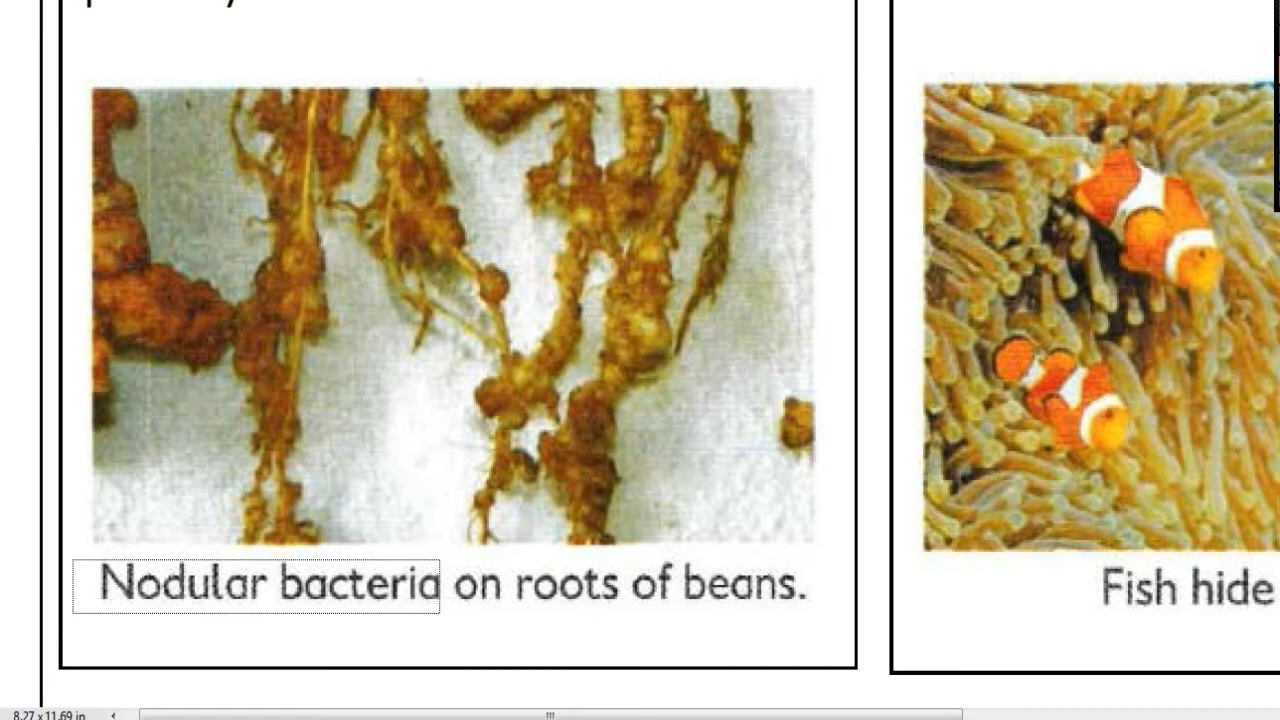 Nodular bacteria on roots of beans.
Fish hide
8.27 x 11.69 in